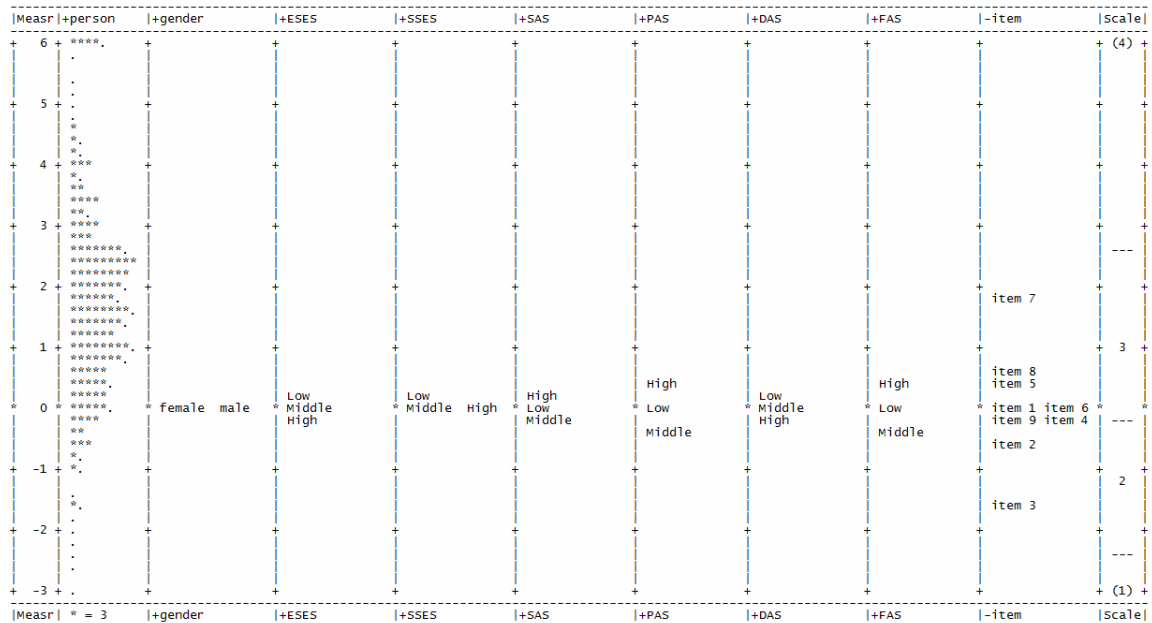 |Measr|+person |+gender |+ESES |+SSES |+SAS |+PAS |+DAS |+FAS |-item |Scale|
+ 6 + ****. + + + + + + + + (4) +
| | . | | | | | | | | |
| | | | | | | | | | |
| | . | | | | | | | | |
| | . | | | | | | | | |
+ 5 + . + + + + + + + + +
| | . | | | | | | | | |
| | * | | | | | | | | |
| | *. | | | | | | | | |
| | *. | | | | | | | | |
+ 4 + *** + + + + + + + + +
| | *. | | | | | | | | |
| | ** | | | | | | | | |
| | **** | | | | | | | | |
| | **. | | | | | | | | |
+ 3 + **** + + + + + + + + +
| | *** | | | | | | | | |
| | *******. | | | | | | | | --- |
| | ********* | | | | | | | | |
| | ******** | | | | | | | | |
+ 2 + *******. + + + + + + + + +
| | ******. | | | | | | | item 7 | |
| | ********. | | | | | | | | |
| | *******. | | | | | | | | |
| | ****** | | | | | | | | |
+ 1 + ********. + + + + + + + + 3 +
| | *******. | | | | | | | | |
| | ***** | | | | | | | item 8 | |
| | *****. | | | | High | | High | item 5 | |
| | ***** | | Low | Low | High | | Low | | | |
* 0 * *****. * female male * Middle * Middle High * Low * Low * Middle * Low * item 1 item 6 * *
| | **** | | High | | Middle | | High | | item 9 item 4 | --- |
| | ** | | | | | Middle | | Middle | | |
| | *** | | | | | | | item 2 | |
| | *. | | | | | | | | |
+ -1 + *. + + + + + + + + +
| | | | | | | | | | 2 |
| | . | | | | | | | | |
| | *. | | | | | | | item 3 | |
| | . | | | | | | | | |
+ -2 + . + + + + + + + + +
| | . | | | | | | | | |
| | . | | | | | | | | --- |
| | . | | | | | | | | |
| | | | | | | | | | |
+ -3 + . + + + + + + + + (1) +
|Measr| * = 3 |+gender |+ESES |+SSES |+SAS |+PAS |+DAS |+FAS |-item |Scale|